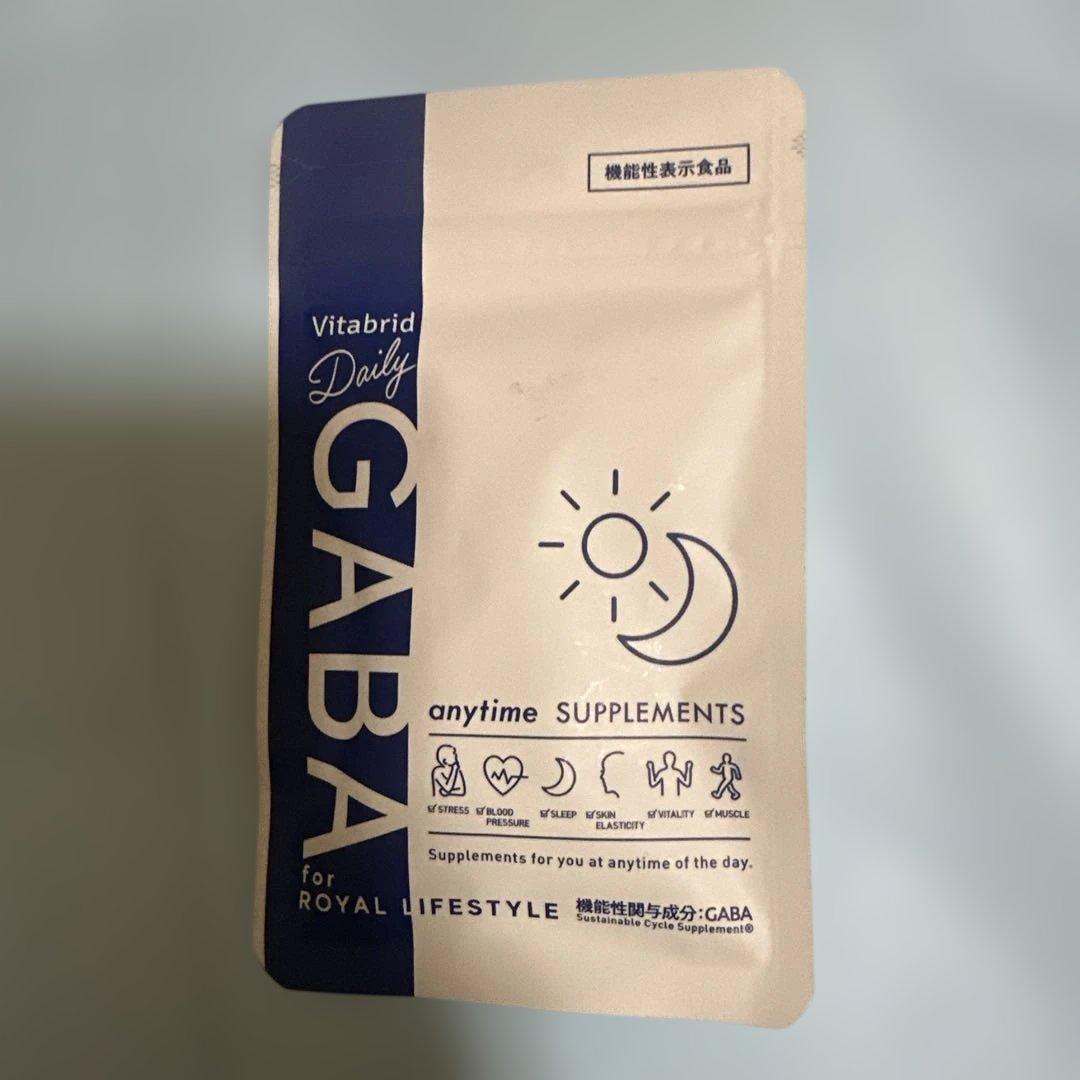 機能性表示食品
Vitabrid
Daily
GABA
for
ROYAL LIFESTYLE
anytime SUPPLEMENTS
STRESS
BLOOD
PRESSURE
SLEEP
SKIN
ELASTICITY
VITALITY
MUSCLE
Supplements for you at anytime of the day.
機能性関与成分:GABA
Sustainable Cycle Supplement®